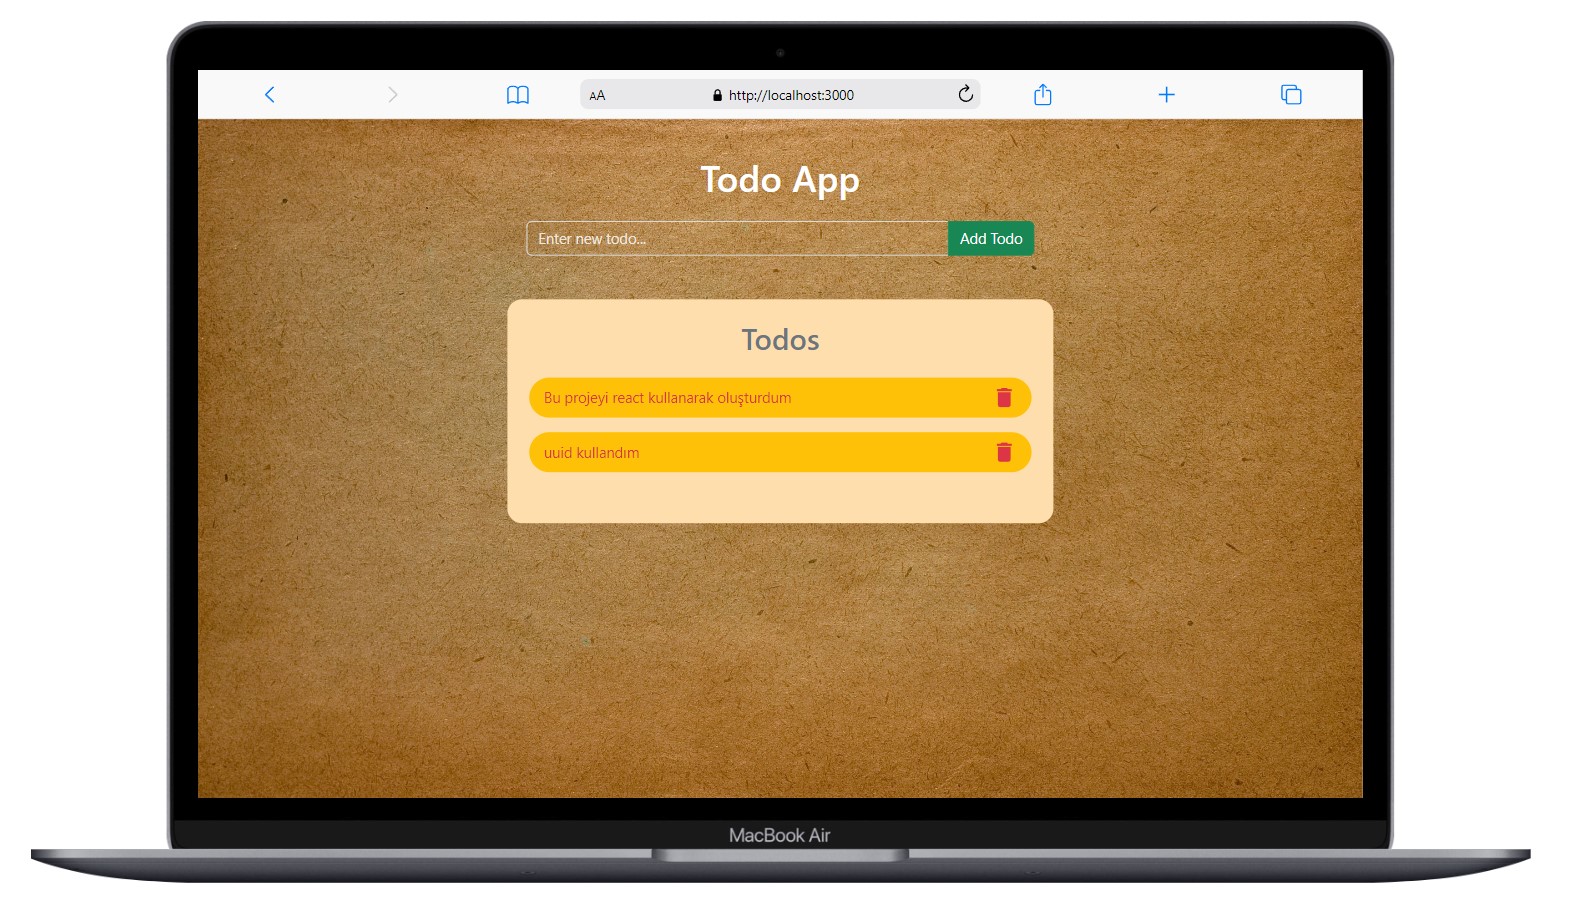 AA http://localhost:3000
Todo App
Enter new todo... Add Todo
Todos
Bu projeyi react kullanarak oluşturdum
uuid kullandım
MacBook Air